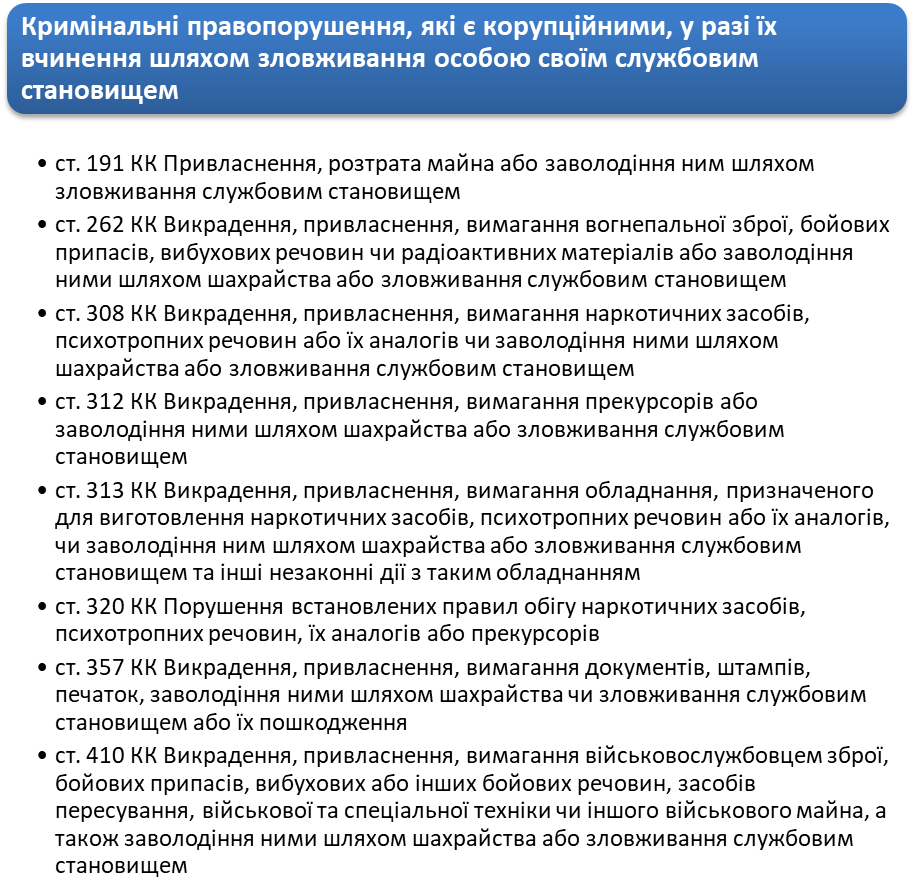 Кримінальні правопорушення, які є корупційними, у разі їх
вчинення шляхом зловживання особою своїм службовим
становищем
• ст. 191 КК Привласнення, розтрата майна або заволодіння ним шляхом
зловживання службовим становищем
• ст. 262 КК Викрадення, привласнення, вимагання вогнепальної зброї, бойових
припасів, вибухових речовин чи радіоактивних матеріалів або заволодіння
ними шляхом шахрайства або зловживання службовим становищем
• ст. 308 КК Викрадення, привласнення, вимагання наркотичних засобів,
психотропних речовин або їх аналогів чи заволодіння ними шляхом
шахрайства або зловживання службовим становищем
• ст. 312 КК Викрадення, привласнення, вимагання прекурсорів або
заволодіння ними шляхом шахрайства або зловживання службовим
становищем
• ст. 313 КК Викрадення, привласнення, вимагання обладнання, призначеного
для виготовлення наркотичних засобів, психотропних речовин або їх аналогів,
чи заволодіння ним шляхом шахрайства або зловживання службовим
становищем та інші незаконні дії з таким обладнанням
• ст. 320 КК Порушення встановлених правил обігу наркотичних засобів,
психотропних речовин, їх аналогів або прекурсорів
• ст. 357 КК Викрадення, привласнення, вимагання документів, штампів,
печаток, заволодіння ними шляхом шахрайства чи зловживання службовим
становищем або їх пошкодження
• ст. 410 КК Викрадення, привласнення, вимагання військовослужбовцем зброї,
бойових припасів, вибухових або інших бойових речовин, засобів
пересування, військової та спеціальної техніки чи іншого військового майна, а
також заволодіння ними шляхом шахрайства або зловживання службовим
становищем